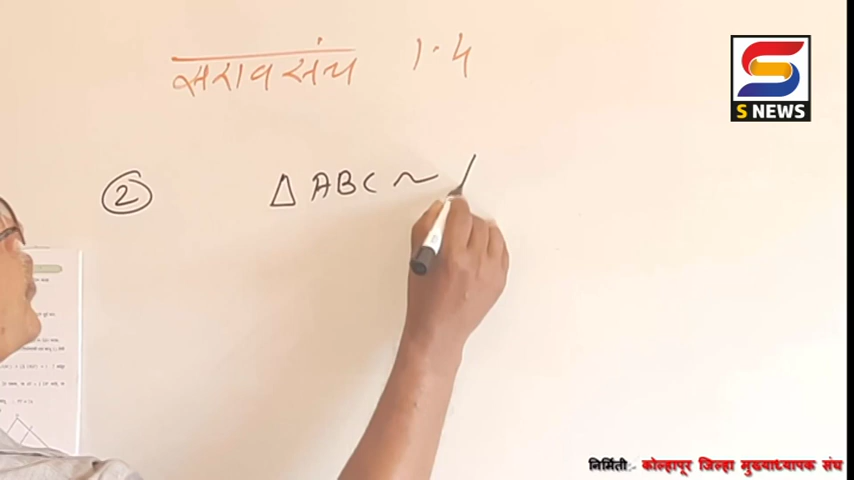 सरावसंच 1.4
S NEWS
② Δ ABC ~
निर्मिती:- कोल्हापूर जिल्हा मुख्याध्यापक संघ